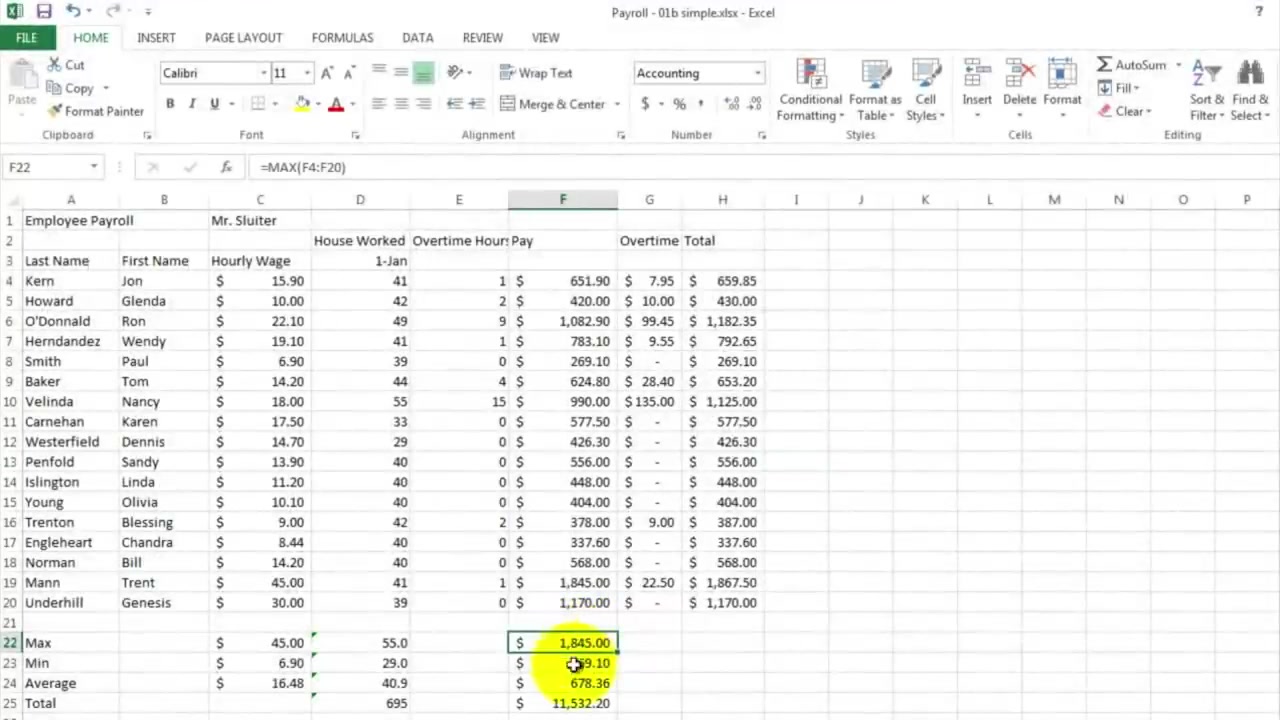 Payroll - 01b simple.xlsx - Excel ?
FILE HOME INSERT PAGE LAYOUT FORMULAS DATA REVIEW VIEW
Paste Cut Copy Format Painter Clipboard
Calibri 11 B I U A A A Font
Wrap Text Merge & Center Alignment
Accounting $ % , Number
Conditional Formatting Format as Table Cell Styles Styles
Insert Delete Format Cells
AutoSum Fill Clear Sort & Filter Find & Select Editing
F22 fx =MAX(F4:F20)
A B C D E F G H I J K L M N O P
1 Employee Payroll Mr. Sluiter
2 House Worked Overtime Hours Pay Overtime Total
3 Last Name First Name Hourly Wage 1-Jan
4 Kern Jon $ 15.90 41 1 $ 651.90 $ 7.95 $ 659.85
5 Howard Glenda $ 10.00 42 2 $ 420.00 $ 10.00 $ 430.00
6 O'Donnald Ron $ 22.10 49 9 $ 1,082.90 $ 99.45 $ 1,182.35
7 Herndandez Wendy $ 19.10 41 1 $ 783.10 $ 9.55 $ 792.65
8 Smith Paul $ 6.90 39 0 $ 269.10 $ - $ 269.10
9 Baker Tom $ 14.20 44 4 $ 624.80 $ 28.40 $ 653.20
10 Velinda Nancy $ 18.00 55 15 $ 990.00 $ 135.00 $ 1,125.00
11 Carnehan Karen $ 17.50 33 0 $ 577.50 $ - $ 577.50
12 Westerfield Dennis $ 14.70 29 0 $ 426.30 $ - $ 426.30
13 Penfold Sandy $ 13.90 40 0 $ 556.00 $ - $ 556.00
14 Islington Linda $ 11.20 40 0 $ 448.00 $ - $ 448.00
15 Young Olivia $ 10.10 40 0 $ 404.00 $ - $ 404.00
16 Trenton Blessing $ 9.00 42 2 $ 378.00 $ 9.00 $ 387.00
17 Engleheart Chandra $ 8.44 40 0 $ 337.60 $ - $ 337.60
18 Norman Bill $ 14.20 40 0 $ 568.00 $ - $ 568.00
19 Mann Trent $ 45.00 41 1 $ 1,845.00 $ 22.50 $ 1,867.50
20 Underhill Genesis $ 30.00 39 0 $ 1,170.00 $ - $ 1,170.00
21
22 Max $ 45.00 55.0 $ 1,845.00
23 Min $ 6.90 29.0 $
24 Average $ 16.48 40.9 $ 678.36
25 Total 695 $ 11,532.20